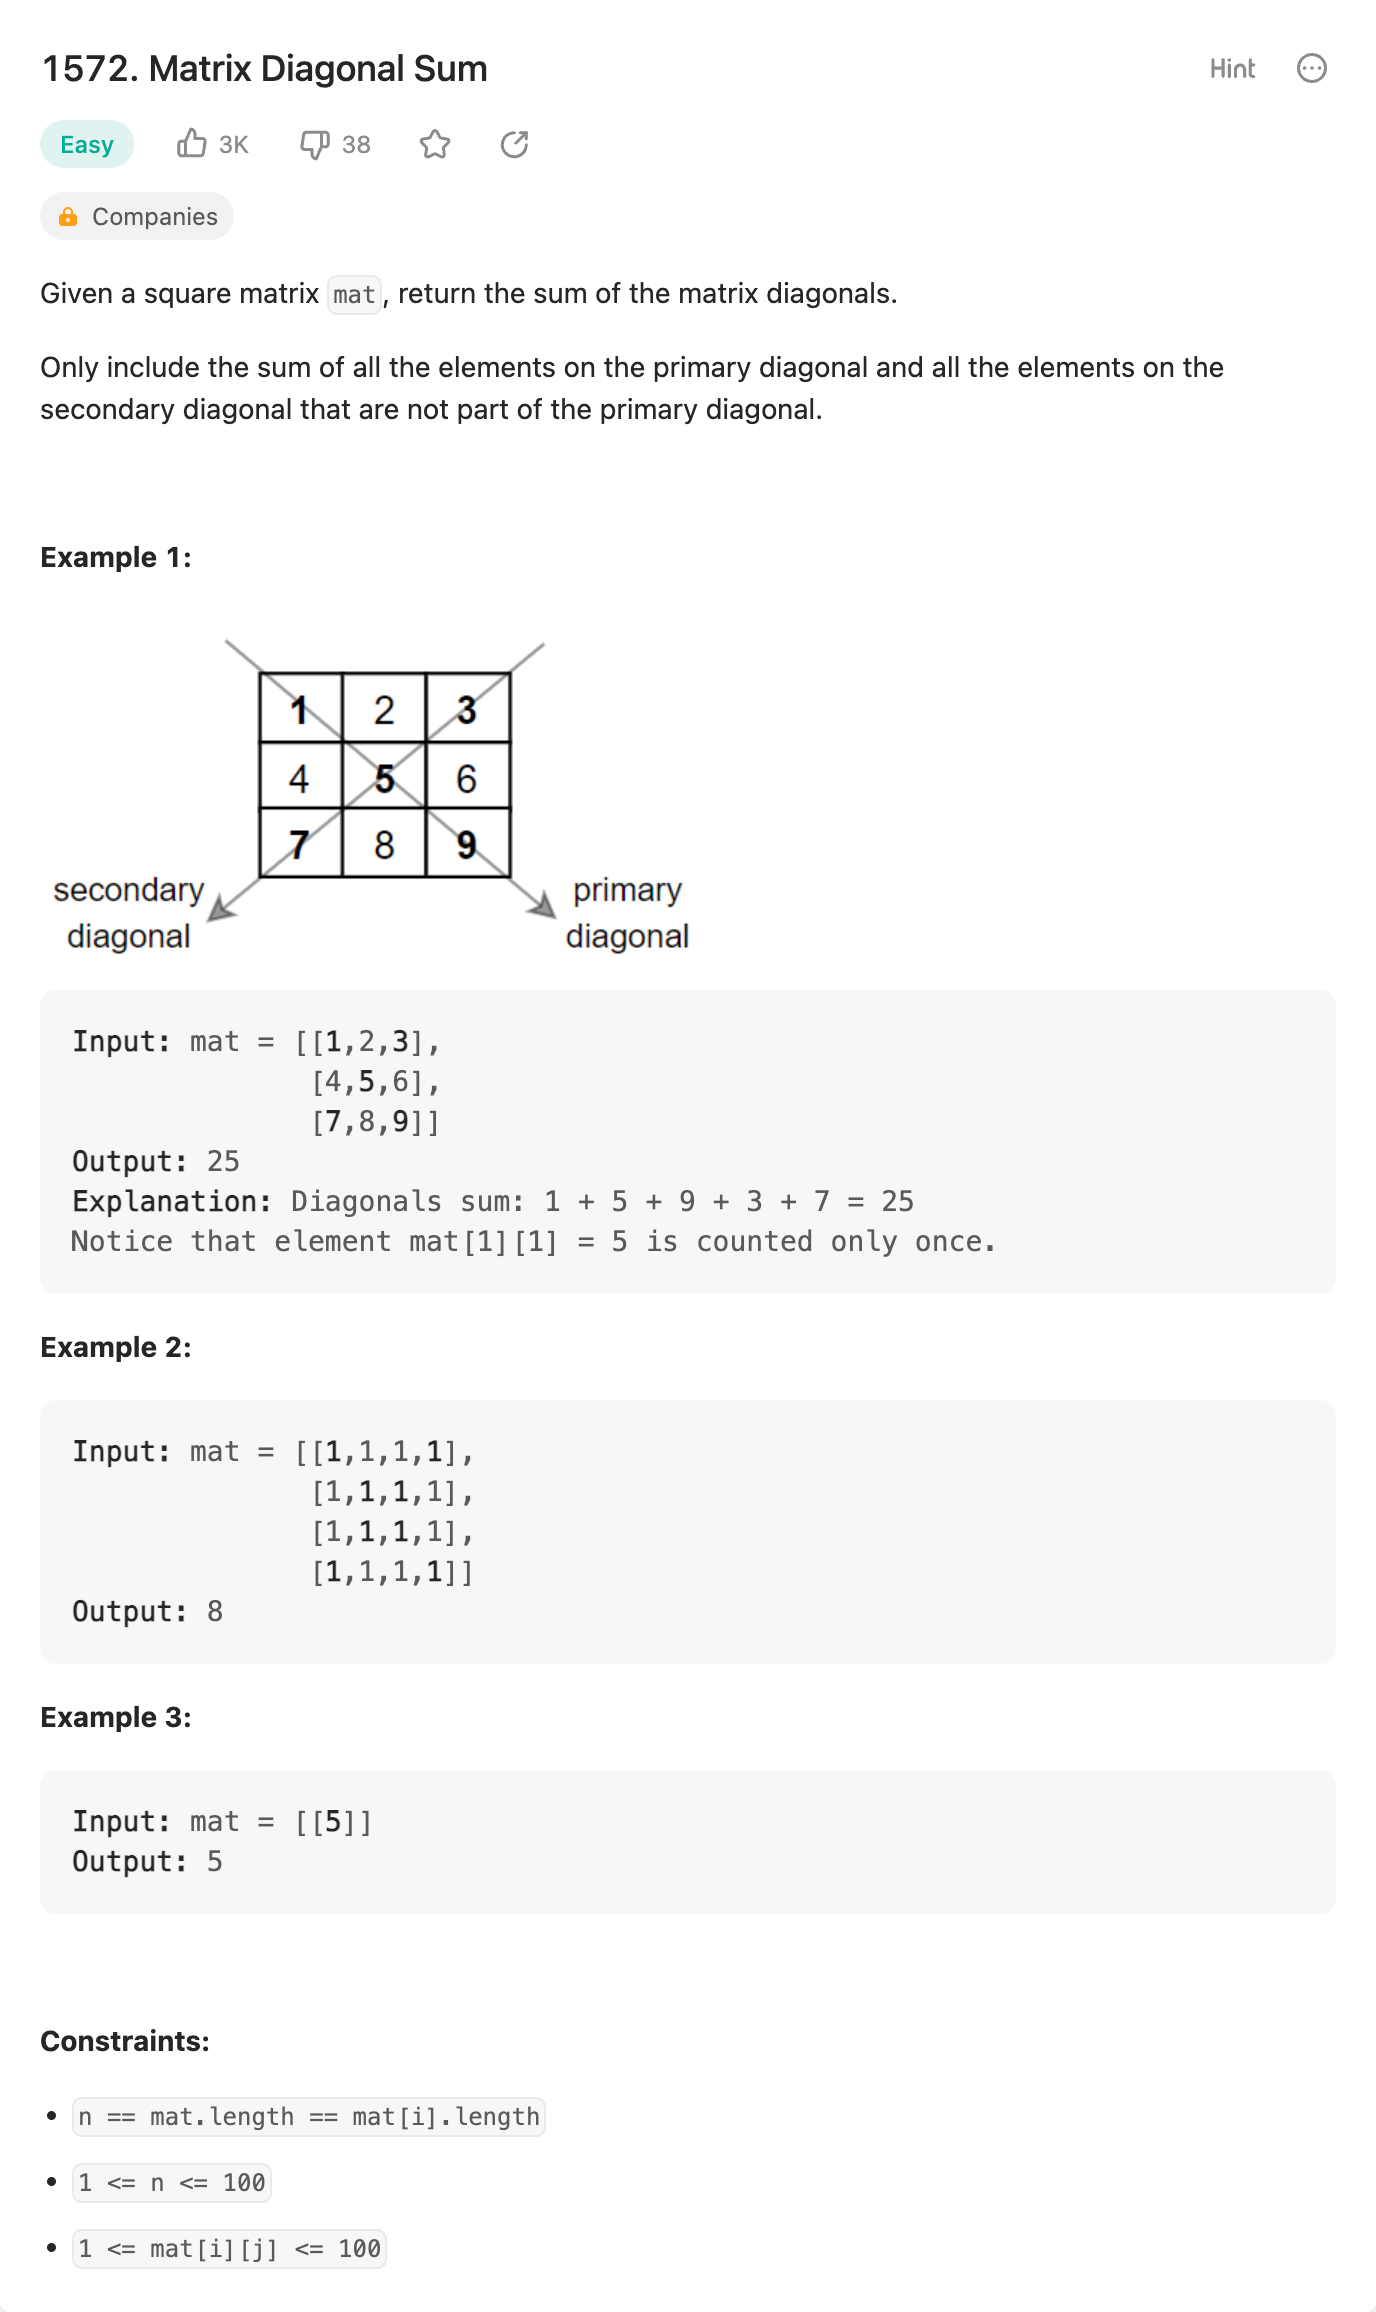 1572. Matrix Diagonal Sum
Hint
Easy
3K
38
Companies
Given a square matrix mat, return the sum of the matrix diagonals.
Only include the sum of all the elements on the primary diagonal and all the elements on the
secondary diagonal that are not part of the primary diagonal.
Example 1:
1 2 3
4 5 6
7 8 9
secondary
diagonal
primary
diagonal
Input: mat = [[1,2,3],
[4,5,6],
[7,8,9]]
Output: 25
Explanation: Diagonals sum: 1 + 5 + 9 + 3 + 7 = 25
Notice that element mat[1][1] = 5 is counted only once.
Example 2:
Input: mat = [[1,1,1,1],
[1,1,1,1],
[1,1,1,1],
[1,1,1,1]]
Output: 8
Example 3:
Input: mat = [[5]]
Output: 5
Constraints:
• n == mat.length == mat[i].length
• 1 <= n <= 100
• 1 <= mat[i][j] <= 100